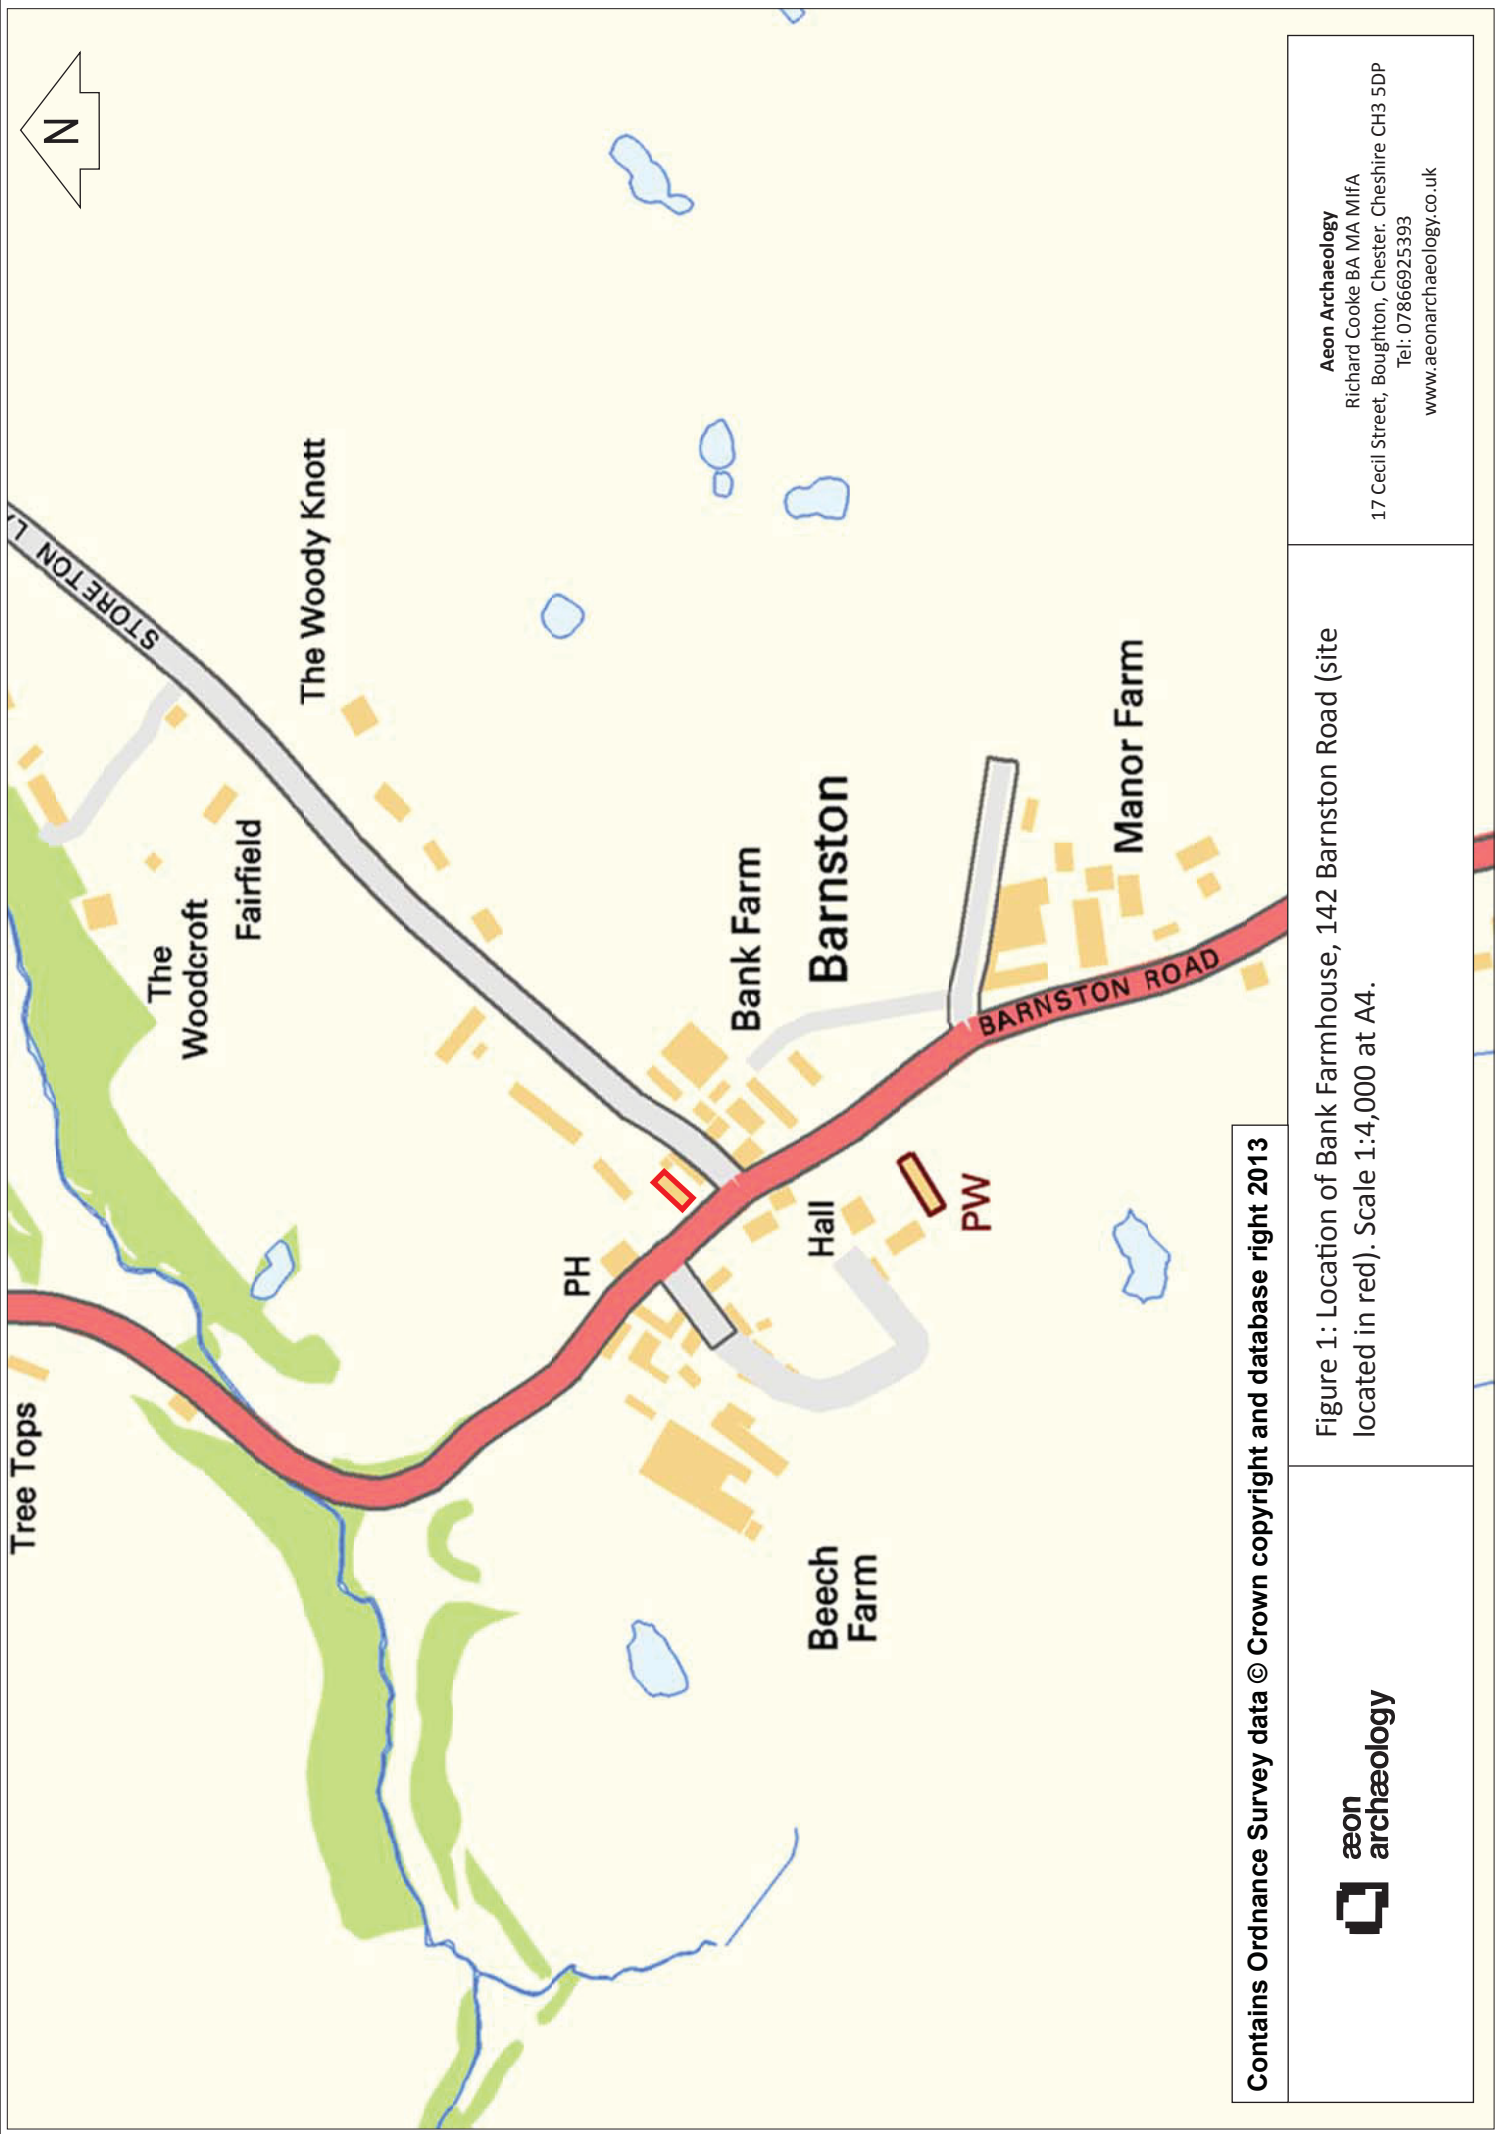 N
Tree Tops
STORETON LA
The Woody Knott
The
Woodcroft
Fairfield
PH
Bank Farm
Barnston
Hall
Beech
Farm
PW
BARNSTON ROAD
Manor Farm
Contains Ordnance Survey data © Crown copyright and database right 2013
æon
archæology
Figure 1: Location of Bank Farmhouse, 142 Barnston Road (site
located in red). Scale 1:4,000 at A4.
Aeon Archaeology
Richard Cooke BA MA MIfA
17 Cecil Street, Boughton, Chester. Cheshire CH3 5DP
Tel: 07866925393
www.aeonarchaeology.co.uk